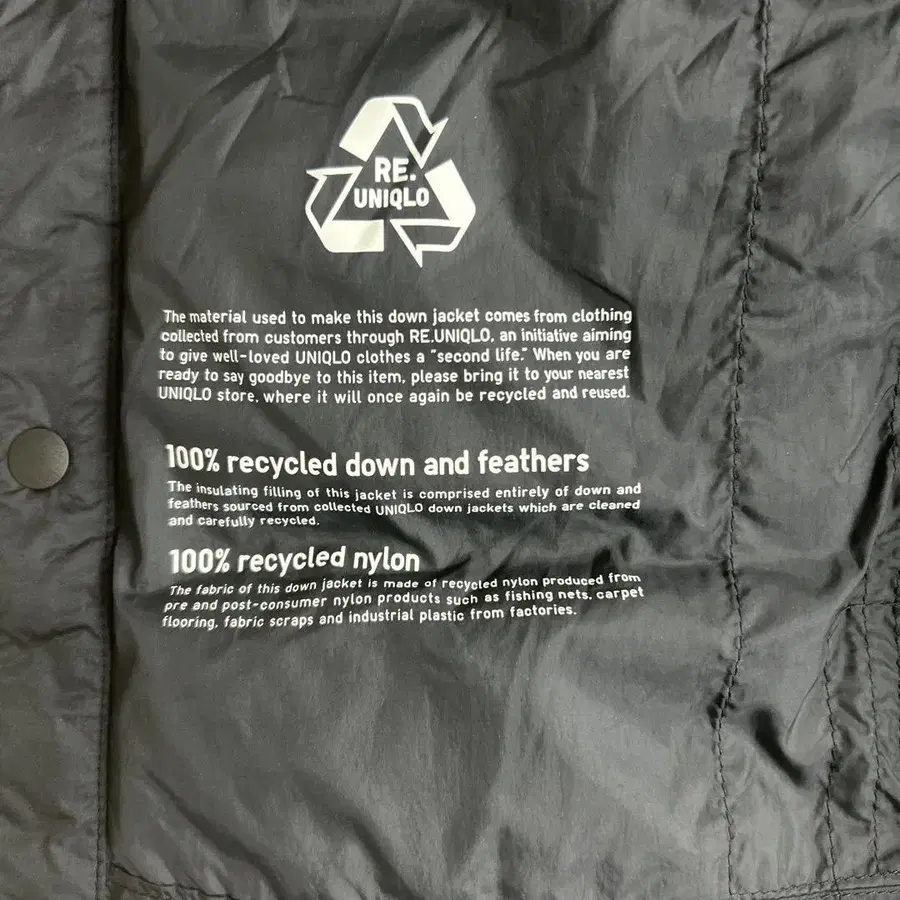 RE.
UNIQLO
The material used to make this down jacket comes from clothing
collected from customers through RE.UNIQLO, an initiative aiming
to give well-loved UNIQLO clothes a "second life." When you are
ready to say goodbye to this item, please bring it to your nearest
UNIQLO store, where it will once again be recycled and reused.
100% recycled down and feathers
The insulating filling of this jacket is comprised entirely of down and
feathers sourced from collected UNIQLO down jackets which are cleaned
and carefully recycled.
100% recycled nylon
The fabric of this down jacket is made of recycled nylon produced from
pre and post-consumer nylon products such as fishing nets, carpet
flooring, fabric scraps and industrial plastic from factories.